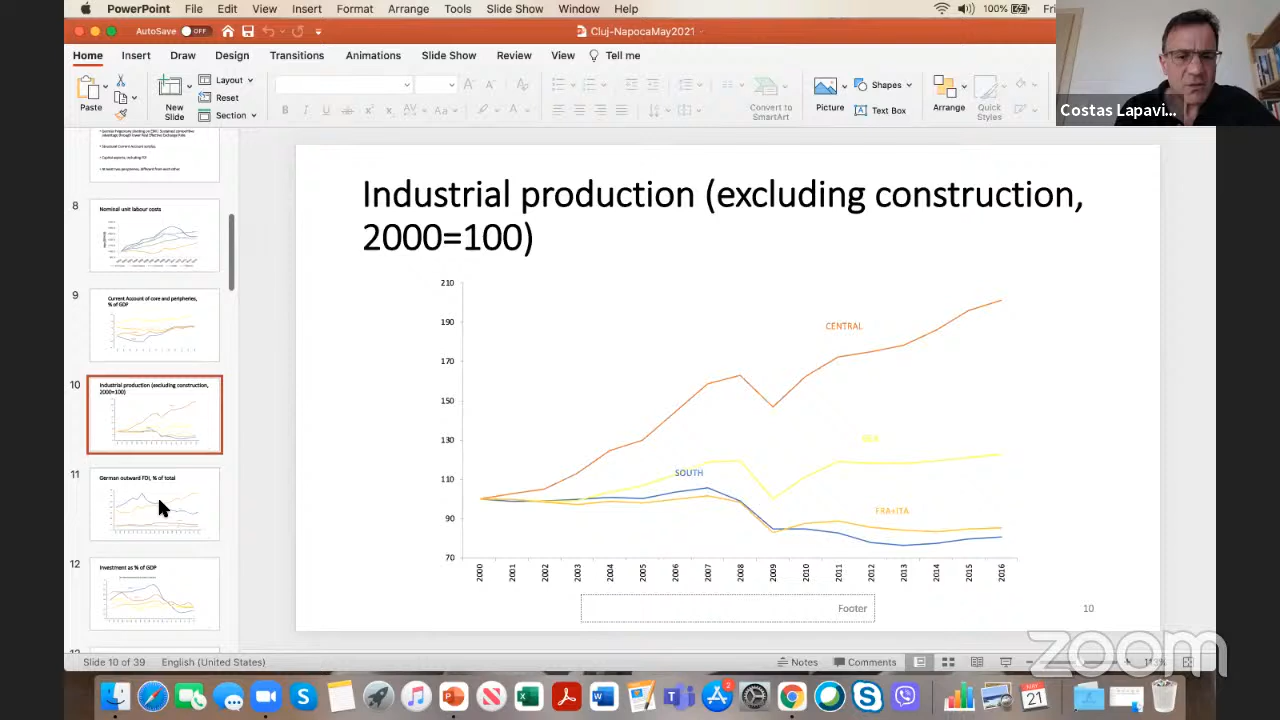 PowerPoint File Edit View Insert Format Arrange Tools Slide Show Window Help
100%
AutoSave OFF
Cluj-NapocaMay2021
Home Insert Draw Design Transitions Animations Slide Show Review View Tell me
Paste
New
Slide
Layout
Reset
Section
Convert to
SmartArt
Picture
Shapes
Text Box
Arrange
Quick
Styles
Costas Lapavi...
8
Nominal unit labour costs
9
Current Account of core and peripheries,
% of GDP
10
Industrial production (excluding construction,
2000=100)
11
German outward FDI, % of total
12
Investment as % of GDP
Industrial production (excluding construction,
2000=100)
210
190
170
150
130
110
90
70
CENTRAL
GER
SOUTH
FRA+ITA
2000 2001 2002 2003 2004 2005 2006 2007 2008 2009 2010 2011 2012 2013 2014 2015 2016
Footer
10
Slide 10 of 39 English (United States)
Notes Comments
113%
zoom
2
21